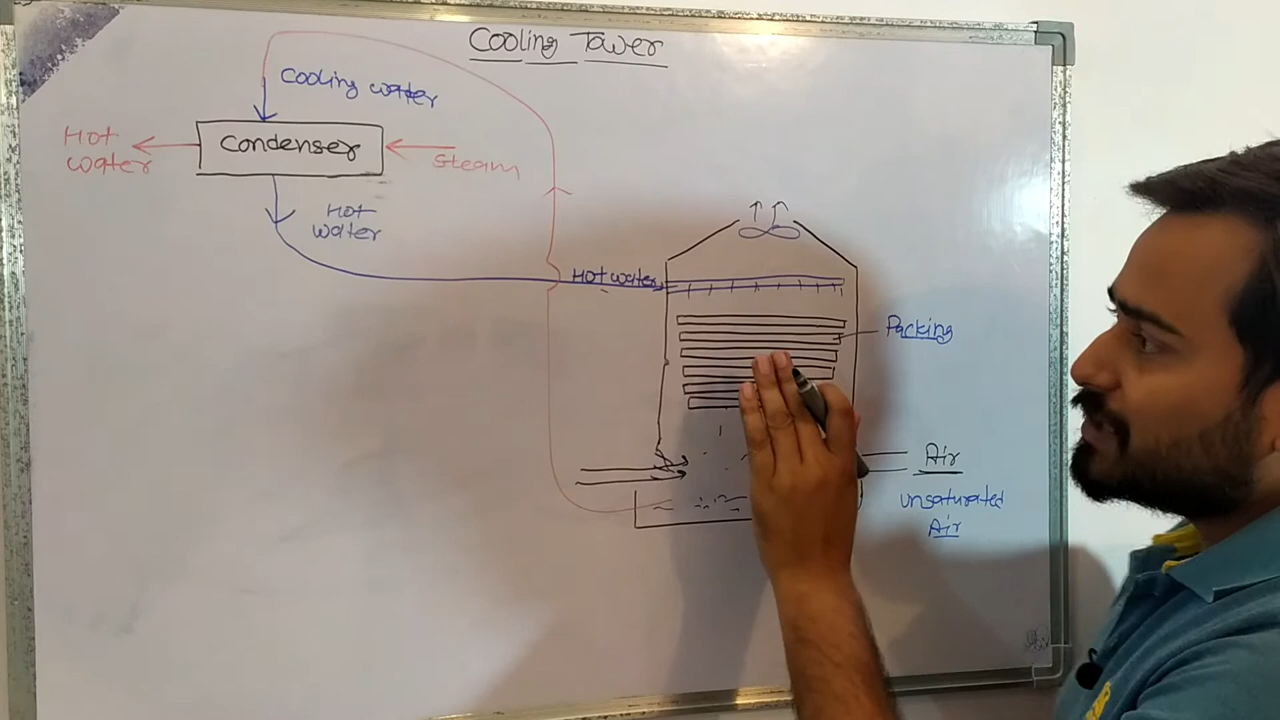 Cooling Tower
Cooling water
Hot
water
Condenser
Steam
Hot
water
Hot water
Packing
Air
unsaturated
Air